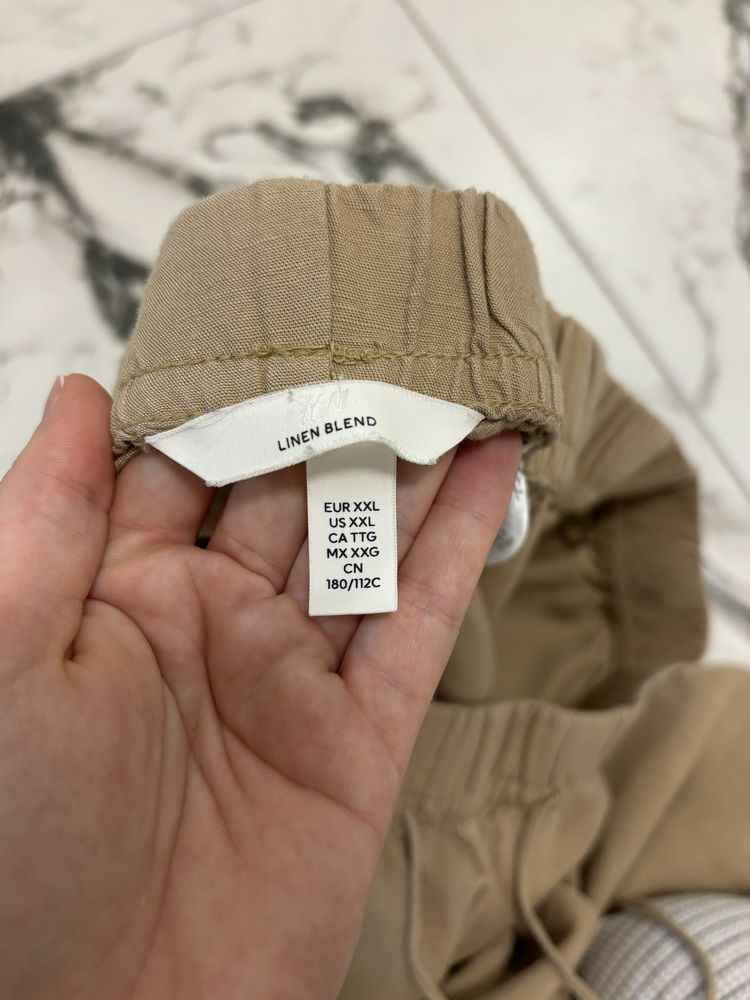 H&M
LINEN BLEND
EUR XXL
US XXL
CA TTG
MX XXG
CN
180/112C